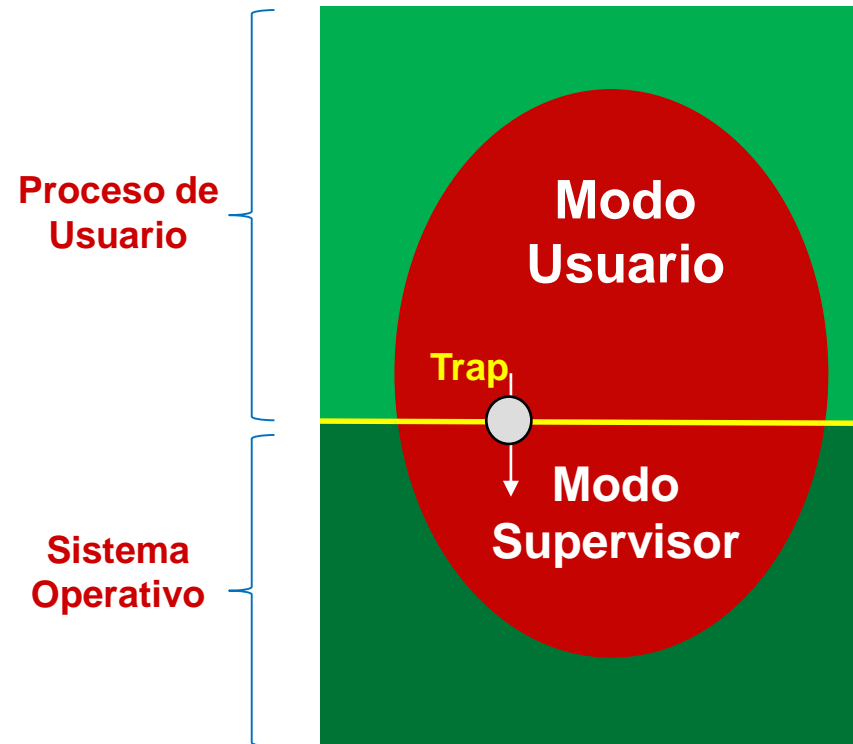 Proceso de
Usuario
Modo
Usuario
Trap
Modo
Supervisor
Sistema
Operativo